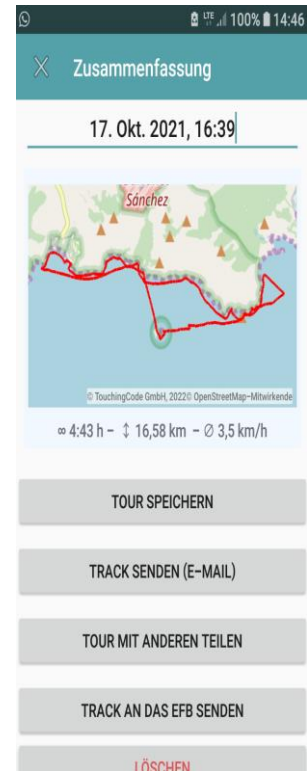 LTE 100% 14:46
Zusammenfassung
17. Okt. 2021, 16:39
Sánchez
© TouchingCode GmbH, 2022© OpenStreetMap-Mitwirkende
∞ 4:43 h - ↕ 16,58 km - ∅ 3,5 km/h
TOUR SPEICHERN
TRACK SENDEN (E-MAIL)
TOUR MIT ANDEREN TEILEN
TRACK AN DAS EFB SENDEN
LÖSCHEN